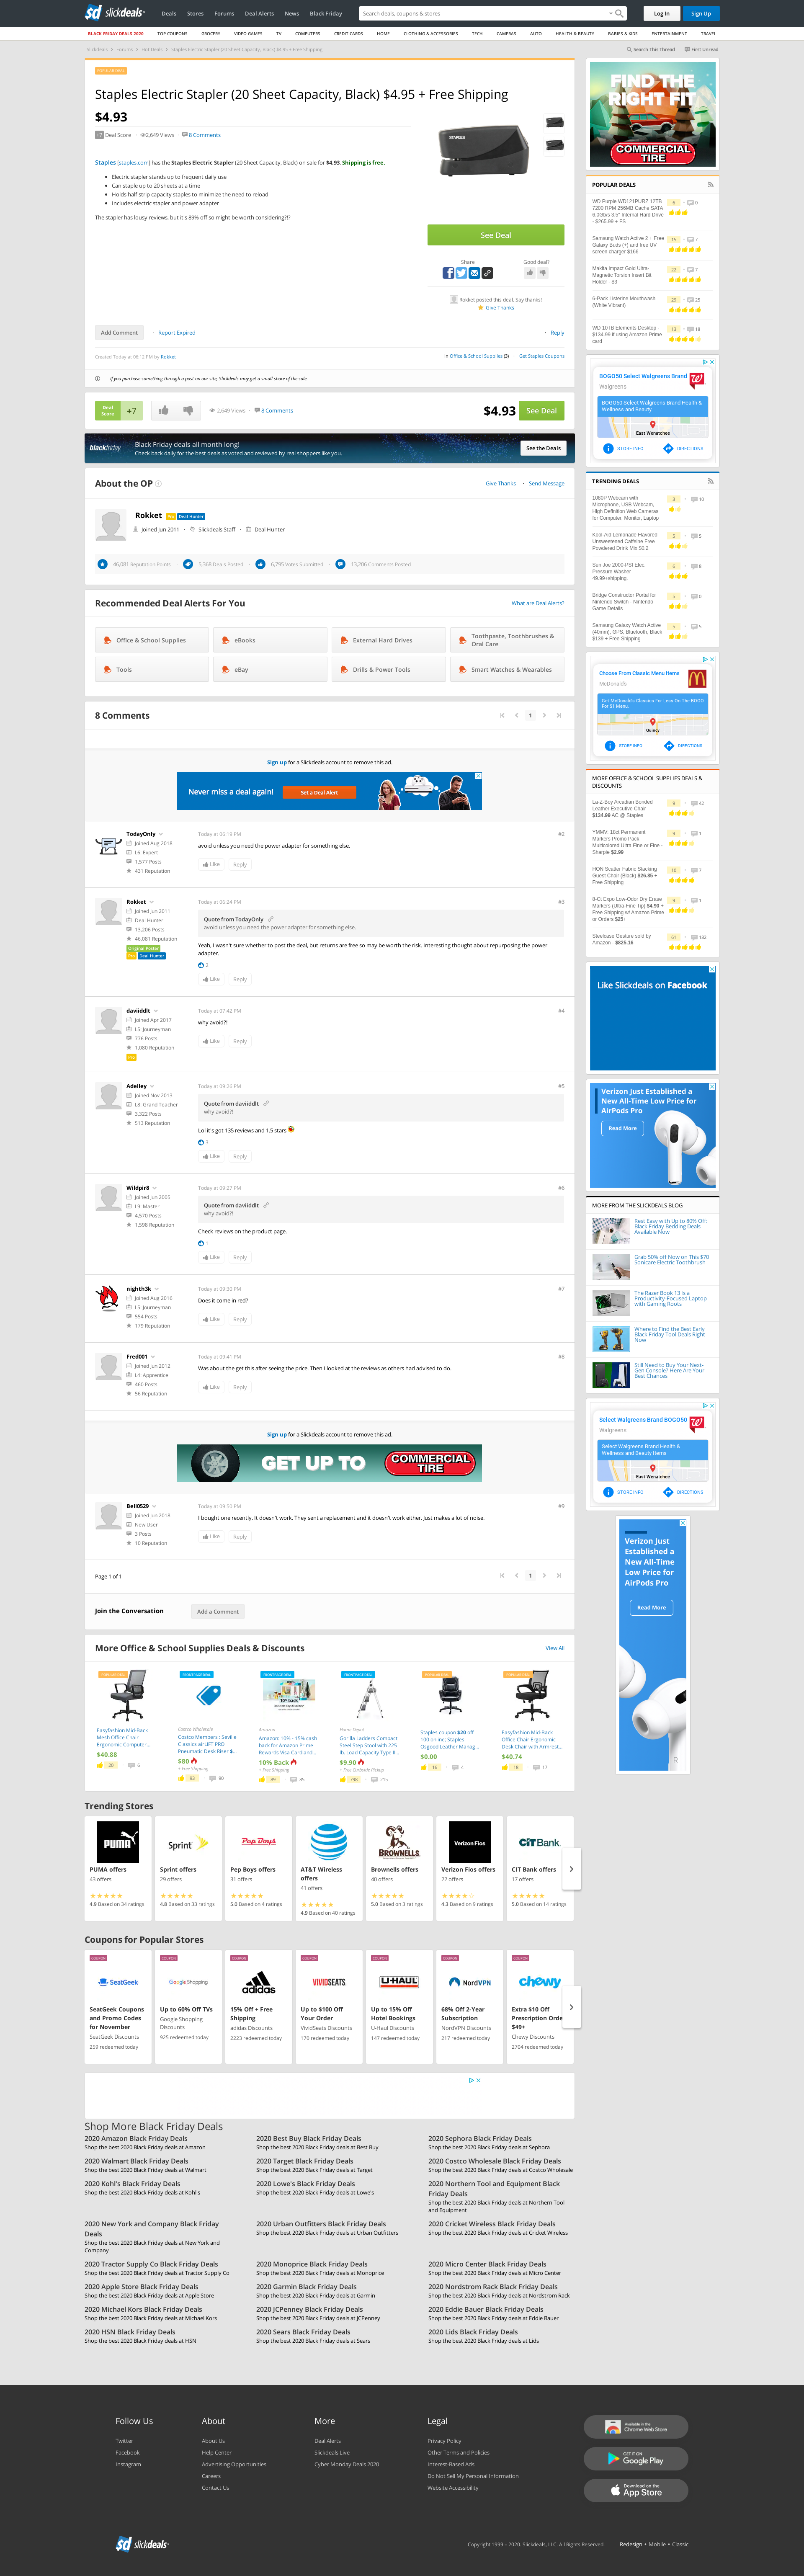 slickdeals
Deals Stores Forums Deal Alerts News Black Friday
Search deals, coupons & stores
Log In Sign Up
BLACK FRIDAY DEALS 2020 TOP COUPONS GROCERY VIDEO GAMES TV COMPUTERS CREDIT CARDS HOME CLOTHING & ACCESSORIES TECH CAMERAS AUTO HEALTH & BEAUTY BABIES & KIDS ENTERTAINMENT TRAVEL
Slickdeals Forums Hot Deals Staples Electric Stapler (20 Sheet Capacity, Black) $4.95 + Free Shipping
Search This Thread First Unread
POPULAR DEAL
Staples Electric Stapler (20 Sheet Capacity, Black) $4.95 + Free Shipping
$4.93
+7 Deal Score 2,649 Views 8 Comments
Staples [staples.com] has the Staples Electric Stapler (20 Sheet Capacity, Black) on sale for $4.93. Shipping is free.
Electric stapler stands up to frequent daily use
Can staple up to 20 sheets at a time
Holds half-strip capacity staples to minimize the need to reload
Includes electric stapler and power adapter
The stapler has lousy reviews, but it's 89% off so might be worth considering???
STAPLES
See Deal
Share Good deal?
Rokket posted this deal. Say thanks!
Give Thanks
Add Comment Report Expired Reply
Created Today at 06:12 PM by Rokket
in Office & School Supplies (3) Get Staples Coupons
If you purchase something through a post on our site, Slickdeals may get a small share of the sale.
Deal Score +7 2,649 Views 8 Comments $4.93 See Deal
blackfriday
Black Friday deals all month long!
Check back daily for the best deals as voted and reviewed by real shoppers like you.
See the Deals
About the OP
Give Thanks Send Message
Rokket Pro Deal Hunter
Joined Jun 2011 Slickdeals Staff Deal Hunter
46,081 Reputation Points 5,368 Deals Posted 6,795 Votes Submitted 13,206 Comments Posted
Recommended Deal Alerts For You
What are Deal Alerts?
Office & School Supplies
eBooks
External Hard Drives
Toothpaste, Toothbrushes & Oral Care
Tools
eBay
Drills & Power Tools
Smart Watches & Wearables
8 Comments
1
Sign up for a Slickdeals account to remove this ad.
Never miss a deal again! Set a Deal Alert
TodayOnly
Joined Aug 2018
L6: Expert
1,577 Posts
431 Reputation
Today at 06:19 PM #2
avoid unless you need the power adapter for something else.
Like Reply
Rokket
Joined Jun 2011
Deal Hunter
13,206 Posts
46,081 Reputation
Original Poster
Pro Deal Hunter
Today at 06:24 PM #3
Quote from TodayOnly
avoid unless you need the power adapter for something else.
Yeah, I wasn't sure whether to post the deal, but returns are free so may be worth the risk. Interesting thought about repurposing the power adapter.
2
Like Reply
daviiddlt
Joined Apr 2017
L5: Journeyman
776 Posts
1,080 Reputation
Pro
Today at 07:42 PM #4
why avoid?!
Like Reply
Adelley
Joined Nov 2013
L8: Grand Teacher
3,322 Posts
513 Reputation
Today at 09:26 PM #5
Quote from daviiddlt
why avoid?!
Lol it's got 135 reviews and 1.5 stars
3
Like Reply
Wildpir8
Joined Jun 2005
L9: Master
4,570 Posts
1,598 Reputation
Today at 09:27 PM #6
Quote from daviiddlt
why avoid?!
Check reviews on the product page.
1
Like Reply
nighth3k
Joined Aug 2016
L5: Journeyman
554 Posts
179 Reputation
Today at 09:30 PM #7
Does it come in red?
Like Reply
Fred001
Joined Jun 2012
L4: Apprentice
460 Posts
56 Reputation
Today at 09:41 PM #8
Was about the get this after seeing the price. Then I looked at the reviews as others had advised to do.
Like Reply
Sign up for a Slickdeals account to remove this ad.
GET UP TO COMMERCIAL TIRE
Bell0529
Joined Jun 2018
New User
3 Posts
10 Reputation
Today at 09:50 PM #9
I bought one recently. It doesn't work. They sent a replacement and it doesn't work either. Just makes a lot of noise.
Like Reply
Page 1 of 1
1
Join the Conversation Add a Comment
More Office & School Supplies Deals & Discounts
View All
Easyfashion Mid-Back Mesh Office Chair Ergonomic Computer...
$40.88
20 6
FRONTPAGE DEAL
Costco Wholesale
Costco Members : Seville Classics airLIFT PRO Pneumatic Desk Riser $...
$80
+ Free Shipping
93 90
FRONTPAGE DEAL
Amazon
Amazon: 10% - 15% cash back for Amazon Prime Rewards Visa Card and...
10% Back
+ Free Shipping
89 85
FRONTPAGE DEAL
Home Depot
Gorilla Ladders Compact Steel Step Stool with 225 lb. Load Capacity Type II...
$9.90
+ Free Curbside Pickup
798 215
Staples coupon $20 off 100 online; Staples Osgood Leather Manag...
$0.00
16 4
Easyfashion Mid-Back Office Chair Ergonomic Desk Chair with Armrest...
$40.74
18 17
Trending Stores
PUMA offers
43 offers
4.9 Based on 34 ratings
Sprint offers
29 offers
4.8 Based on 33 ratings
Pep Boys offers
31 offers
5.0 Based on 4 ratings
AT&T Wireless offers
41 offers
4.9 Based on 40 ratings
Brownells offers
40 offers
5.0 Based on 3 ratings
Verizon Fios offers
22 offers
4.3 Based on 9 ratings
CIT Bank offers
17 offers
5.0 Based on 14 ratings
Coupons for Popular Stores
SeatGeek Coupons and Promo Codes for November
SeatGeek Discounts
259 redeemed today
Up to 60% Off TVs
Google Shopping Discounts
925 redeemed today
15% Off + Free Shipping
adidas Discounts
2223 redeemed today
Up to $100 Off Your Order
VividSeats Discounts
170 redeemed today
Up to 15% Off Hotel Bookings
U-Haul Discounts
147 redeemed today
68% Off 2-Year Subscription
NordVPN Discounts
217 redeemed today
Extra $10 Off Prescription Orde $49+
Chewy Discounts
2704 redeemed today
Shop More Black Friday Deals
2020 Amazon Black Friday Deals
Shop the best 2020 Black Friday deals at Amazon
2020 Best Buy Black Friday Deals
Shop the best 2020 Black Friday deals at Best Buy
2020 Sephora Black Friday Deals
Shop the best 2020 Black Friday deals at Sephora
2020 Walmart Black Friday Deals
Shop the best 2020 Black Friday deals at Walmart
2020 Target Black Friday Deals
Shop the best 2020 Black Friday deals at Target
2020 Costco Wholesale Black Friday Deals
Shop the best 2020 Black Friday deals at Costco Wholesale
2020 Kohl's Black Friday Deals
Shop the best 2020 Black Friday deals at Kohl's
2020 Lowe's Black Friday Deals
Shop the best 2020 Black Friday deals at Lowe's
2020 Northern Tool and Equipment Black Friday Deals
Shop the best 2020 Black Friday deals at Northern Tool and Equipment
2020 New York and Company Black Friday Deals
Shop the best 2020 Black Friday deals at New York and Company
2020 Urban Outfitters Black Friday Deals
Shop the best 2020 Black Friday deals at Urban Outfitters
2020 Cricket Wireless Black Friday Deals
Shop the best 2020 Black Friday deals at Cricket Wireless
2020 Tractor Supply Co Black Friday Deals
Shop the best 2020 Black Friday deals at Tractor Supply Co
2020 Monoprice Black Friday Deals
Shop the best 2020 Black Friday deals at Monoprice
2020 Micro Center Black Friday Deals
Shop the best 2020 Black Friday deals at Micro Center
2020 Apple Store Black Friday Deals
Shop the best 2020 Black Friday deals at Apple Store
2020 Garmin Black Friday Deals
Shop the best 2020 Black Friday deals at Garmin
2020 Nordstrom Rack Black Friday Deals
Shop the best 2020 Black Friday deals at Nordstrom Rack
2020 Michael Kors Black Friday Deals
Shop the best 2020 Black Friday deals at Michael Kors
2020 JCPenney Black Friday Deals
Shop the best 2020 Black Friday deals at JCPenney
2020 Eddie Bauer Black Friday Deals
Shop the best 2020 Black Friday deals at Eddie Bauer
2020 HSN Black Friday Deals
Shop the best 2020 Black Friday deals at HSN
2020 Sears Black Friday Deals
Shop the best 2020 Black Friday deals at Sears
2020 Lids Black Friday Deals
Shop the best 2020 Black Friday deals at Lids
FIND THE RIGHT FIT
COMMERCIAL TIRE
POPULAR DEALS
WD Purple WD121PURZ 12TB 7200 RPM 256MB Cache SATA 6.0Gb/s 3.5" Internal Hard Drive - $265.99 + FS
6 0
Samsung Watch Active 2 + Free Galaxy Buds (+) and free UV screen charger $166
15 7
Makita Impact Gold Ultra-Magnetic Torsion Insert Bit Holder - $3
22 7
6-Pack Listerine Mouthwash (White Vibrant)
29 25
WD 10TB Elements Desktop - $134.99 if using Amazon Prime card
13 18
BOGO50 Select Walgreens Brand
Walgreens
BOGO50 Select Walgreens Brand Health & Wellness and Beauty
East Wenatchee
STORE INFO DIRECTIONS
TRENDING DEALS
1080P Webcam with Microphone, USB Webcam, High Definition Web Cameras for Computer, Monitor, Laptop
3 10
Kool-Aid Lemonade Flavored Unsweetened Caffeine Free Powdered Drink Mix $0.2
5 5
Sun Joe 2000-PSI Elec. Pressure Washer 49.99+shipping
6 8
Bridge Constructor Portal for Nintendo Switch - Nintendo Game Details
5 0
Samsung Galaxy Watch Active (40mm), GPS, Bluetooth, Black $139 + Free Shipping
5 5
Choose From Classic Menu Items
McDonald's
Get McDonald's Classics For Less On The BOGO For $1 Menu.
Quincy
STORE INFO DIRECTIONS
MORE OFFICE & SCHOOL SUPPLIES DEALS & DISCOUNTS
La-Z-Boy Arcadian Bonded Leather Executive Chair $134.99 AC @ Staples
9 42
YMMV: 18ct Permanent Markers Promo Pack Multicolored Ultra Fine or Fine - Sharpie $2.99
9 1
HON Scatter Fabric Stacking Guest Chair (Black) $26.85 + Free Shipping
10 7
8-Ct Expo Low-Odor Dry Erase Markers (Ultra-Fine Tip) $4.90 + Free Shipping w/ Amazon Prime or Orders $25+
9 1
Steelcase Gesture sold by Amazon - $825.16
61 182
Like Slickdeals on Facebook
Verizon Just Established a New All-Time Low Price for AirPods Pro
Read More
MORE FROM THE SLICKDEALS BLOG
Rest Easy with Up to 80% Off! Black Friday Bedding Deals Available Now
Grab 50% off Now on This $70 Sonicare Electric Toothbrush
The Razer Book 13 Is a Productivity-Focused Laptop with Gaming Roots
Where to Find the Best Early Black Friday Tool Deals Right Now
Still Need to Buy Your Next-Gen Console? Here Are Your Best Chances
Select Walgreens Brand BOGO50
Walgreens
Select Walgreens Brand Health & Wellness and Beauty Items
East Wenatchee
STORE INFO DIRECTIONS
Verizon Just Established a New All-Time Low Price for AirPods Pro
Read More
Follow Us
Twitter
Facebook
Instagram
About
About Us
Help Center
Advertising Opportunities
Careers
Contact Us
More
Deal Alerts
Slickdeals Live
Cyber Monday Deals 2020
Legal
Privacy Policy
Other Terms and Policies
Interest-Based Ads
Do Not Sell My Personal Information
Website Accessibility
Available in the Chrome Web Store
GET IT ON Google Play
Download on the App Store
slickdeals
Copyright 1999 - 2020. Slickdeals, LLC. All Rights Reserved. Redesign • Mobile • Classic